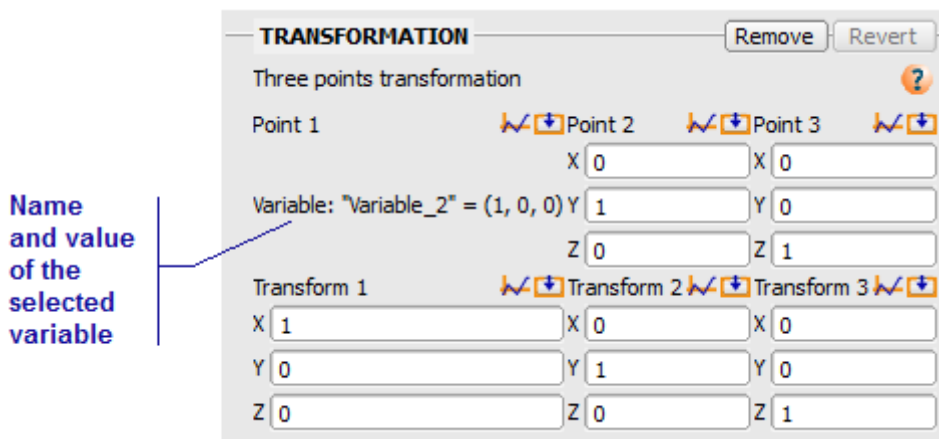 TRANSFORMATION Remove Revert
Three points transformation ?
Point 1 Point 2 Point 3
X 0 X 0
Variable: "Variable_2" = (1, 0, 0) Y 1 Y 0
Z 0 Z 1
Name
and value
of the
selected
variable
Transform 1 Transform 2 Transform 3
X 1 X 0 X 0
Y 0 Y 1 Y 0
Z 0 Z 0 Z 1